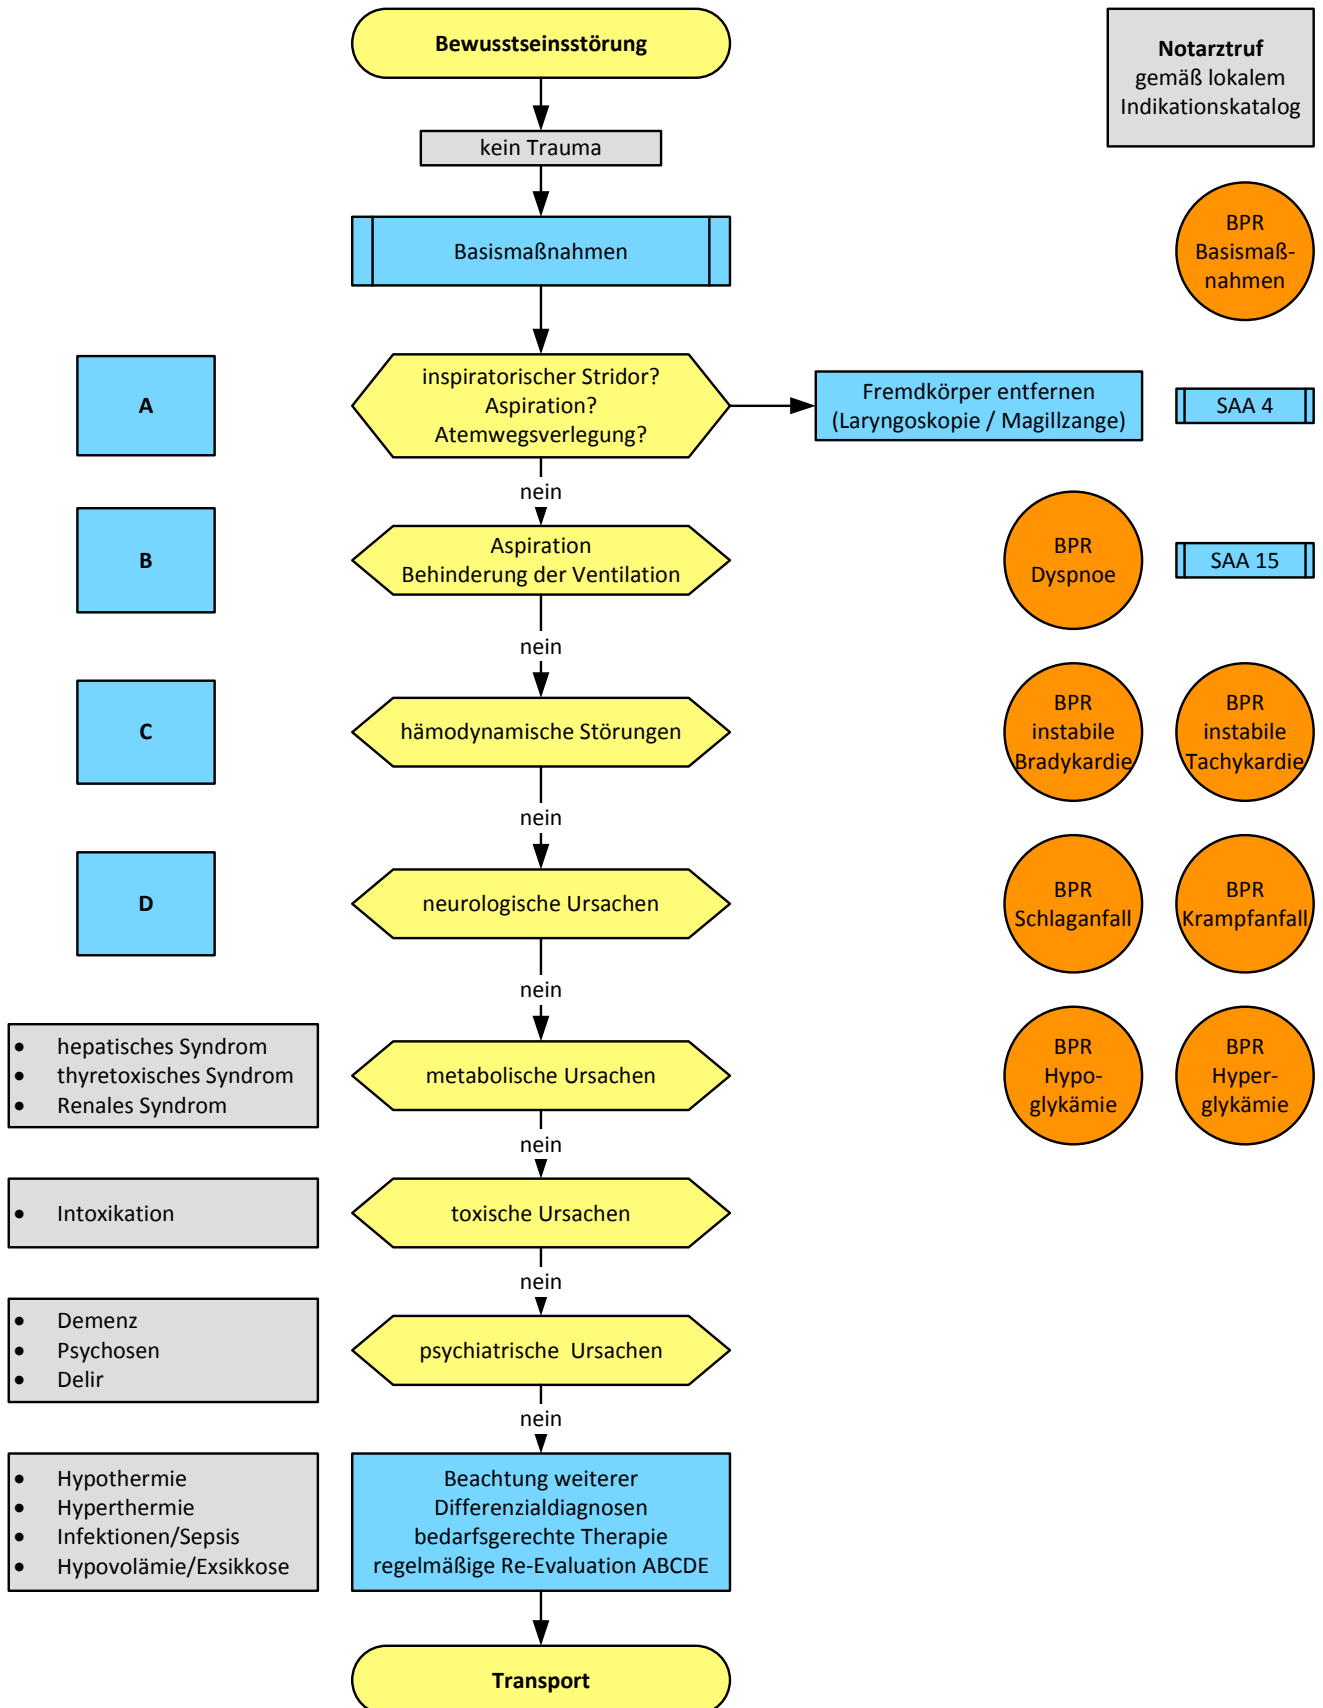 Bewusstseinsstörung
Notarztruf
gemäß lokalem
Indikationskatalog
kein Trauma
Basismaßnahmen
BPR
Basismaß-
nahmen
A
inspiratorischer Stridor?
Aspiration?
Atemwegsverlegung?
Fremdkörper entfernen
(Laryngoskopie / Magillzange)
SAA 4
nein
B
Aspiration
Behinderung der Ventilation
BPR
Dyspnoe
SAA 15
nein
C
hämodynamische Störungen
BPR
instabile
Bradykardie
BPR
instabile
Tachykardie
nein
D
neurologische Ursachen
BPR
Schlaganfall
BPR
Krampfanfall
nein
• hepatisches Syndrom
• thyretoxisches Syndrom
• Renales Syndrom
metabolische Ursachen
BPR
Hypo-
glykämie
BPR
Hyper-
glykämie
nein
• Intoxikation
toxische Ursachen
nein
• Demenz
• Psychosen
• Delir
psychiatrische Ursachen
nein
• Hypothermie
• Hyperthermie
• Infektionen/Sepsis
• Hypovolämie/Exsikkose
Beachtung weiterer
Differenzialdiagnosen
bedarfsgerechte Therapie
regelmäßige Re-Evaluation ABCDE
Transport